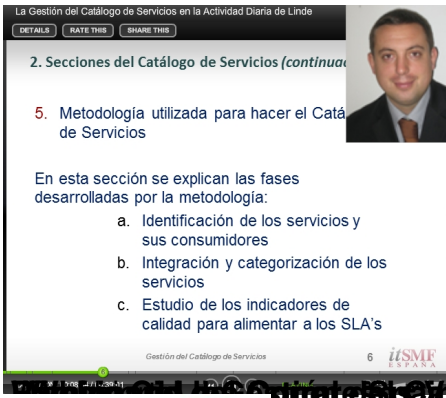 La Gestión del Catálogo de Servicios en la Actividad Diaria de Linde
DETAILS RATE THIS SHARE THIS
2. Secciones del Catálogo de Servicios (continuac
5. Metodología utilizada para hacer el Catá
de Servicios
En esta sección se explican las fases
desarrolladas por la metodología:
a. Identificación de los servicios y
sus consumidores
b. Integración y categorización de los
servicios
c. Estudio de los indicadores de
calidad para alimentar a los SLA's
Gestión del Catálogo de Servicios 6 itSMF
ESPAÑA